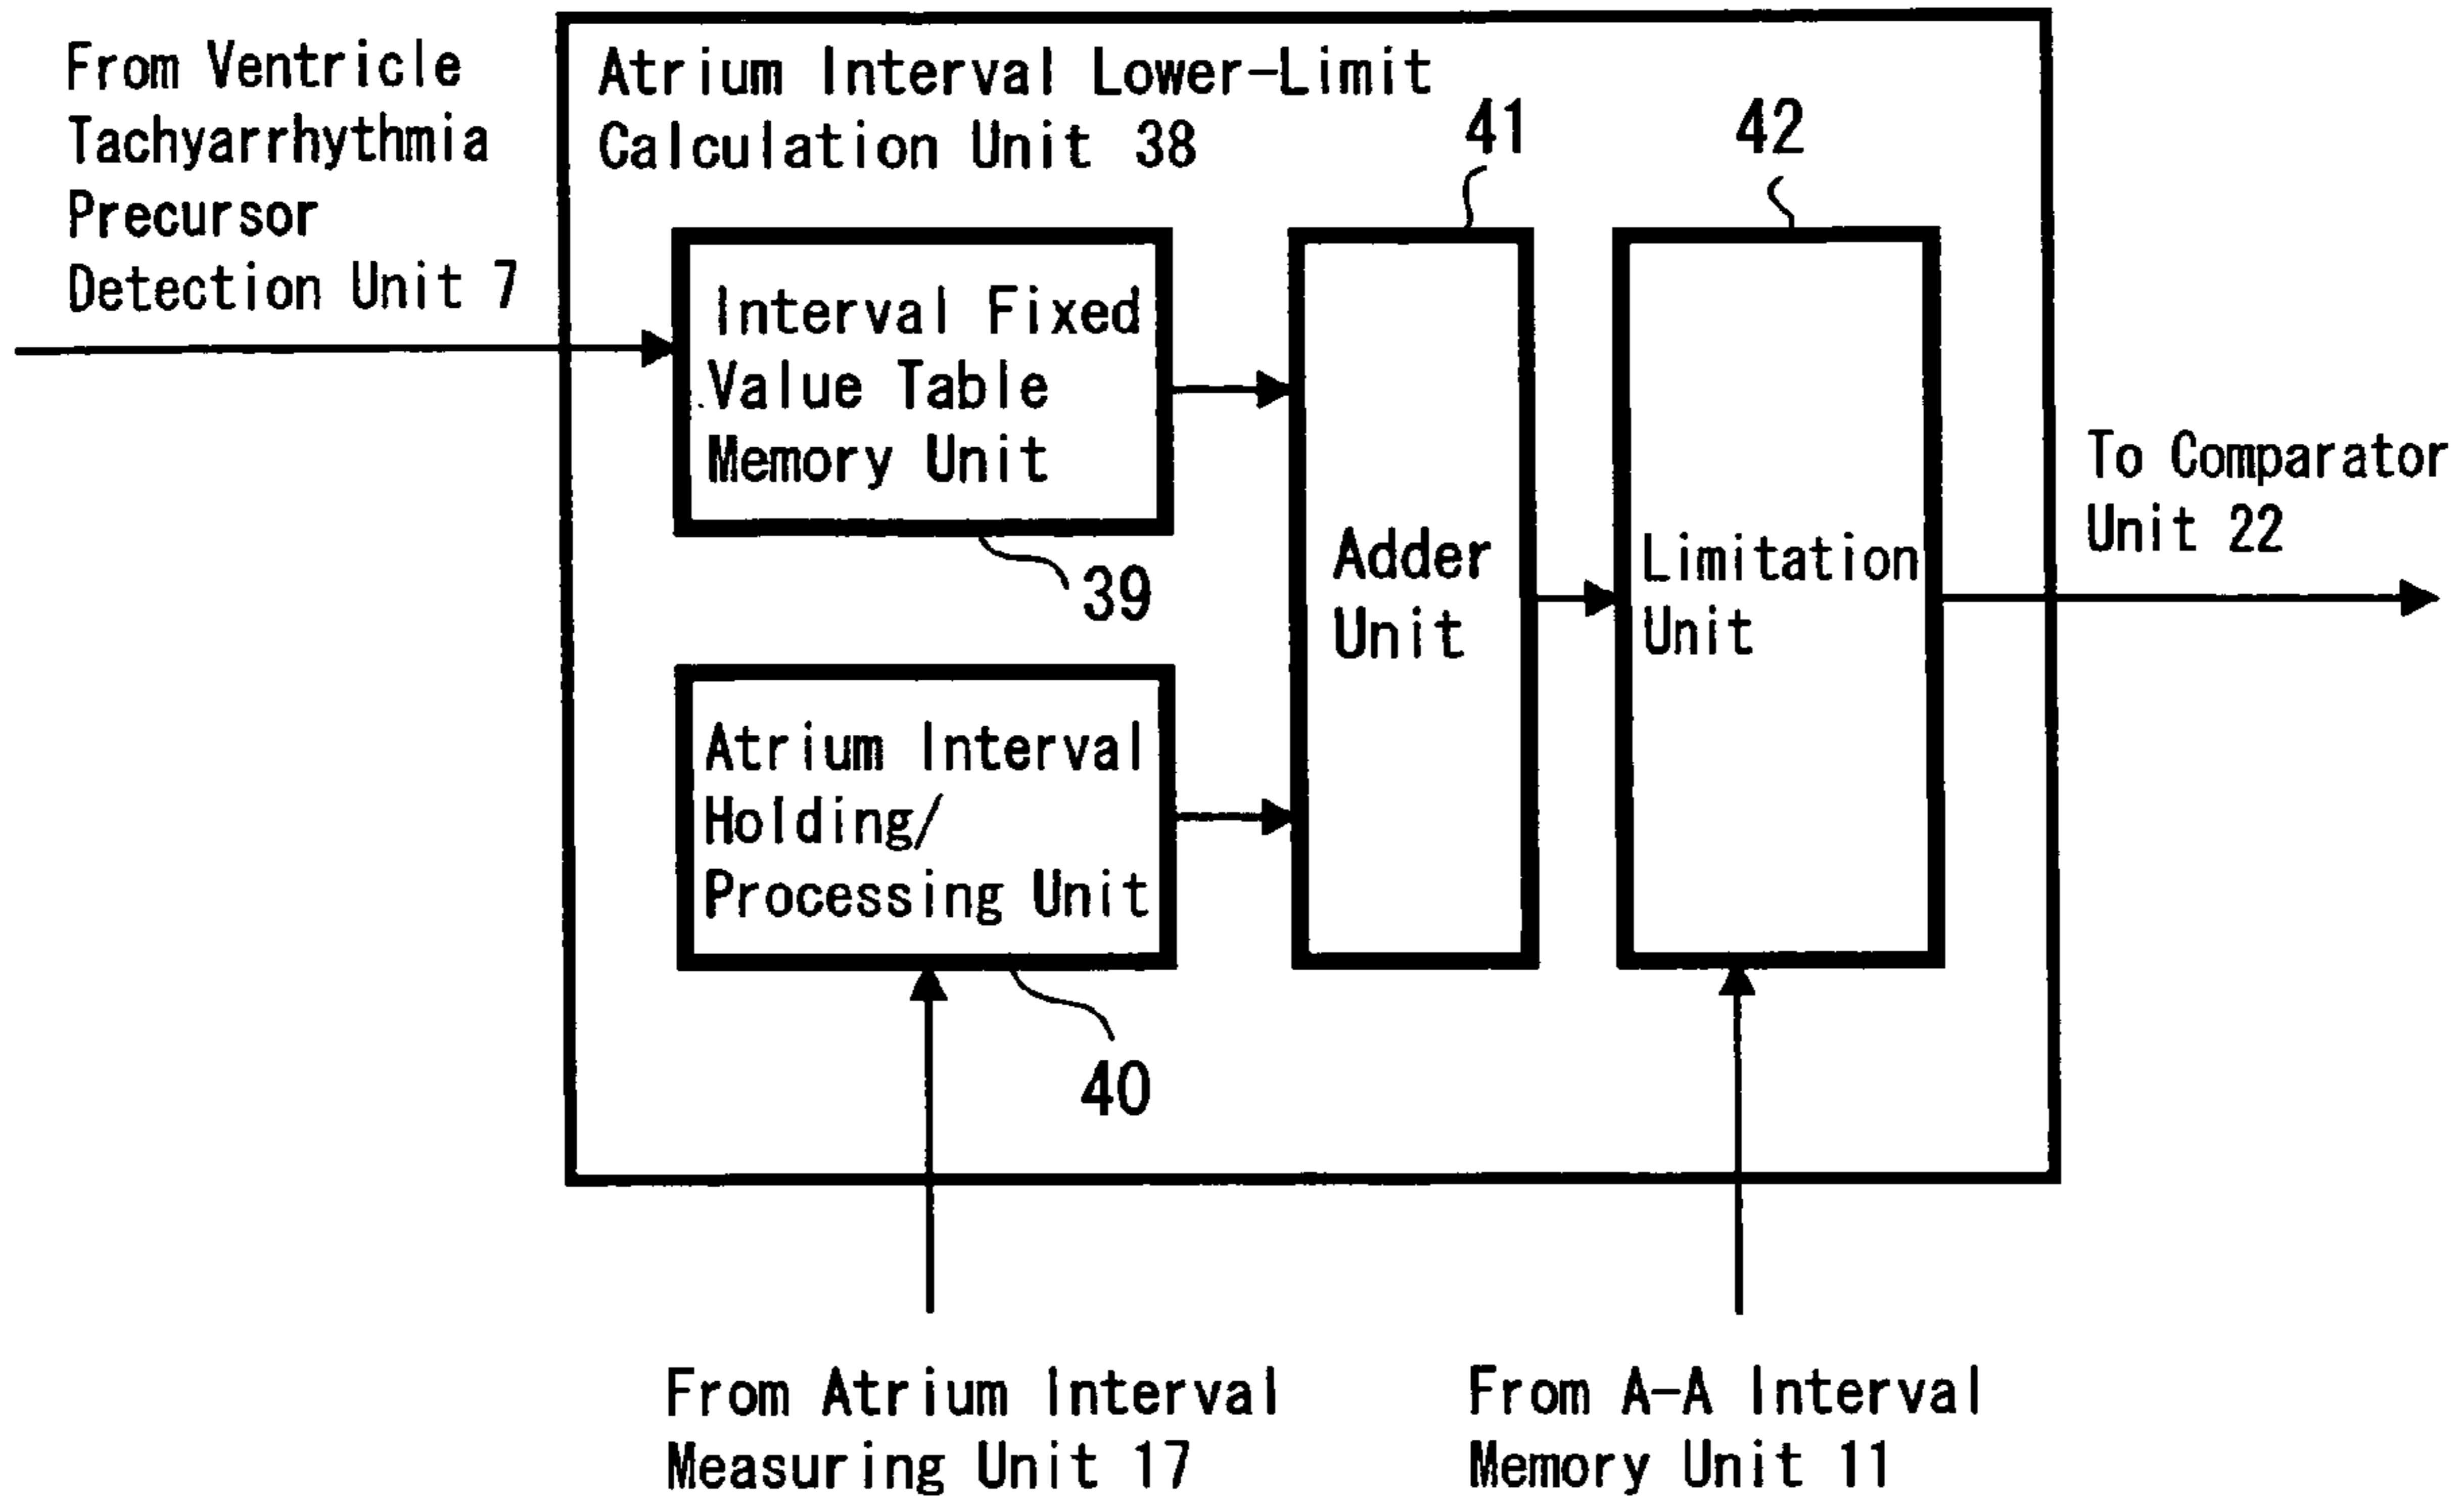 From Ventricle
Tachyarrhythmia
Precursor
Detection Unit 7
Atrium Interval Lower-Limit
Calculation Unit 38
41
42
Interval Fixed
Value Table
Memory Unit
39
Adder
Unit
Limitation
Unit
To Comparator
Unit 22
Atrium Interval
Holding/
Processing Unit
40
From Atrium Interval
Measuring Unit 17
From A-A Interval
Memory Unit 11